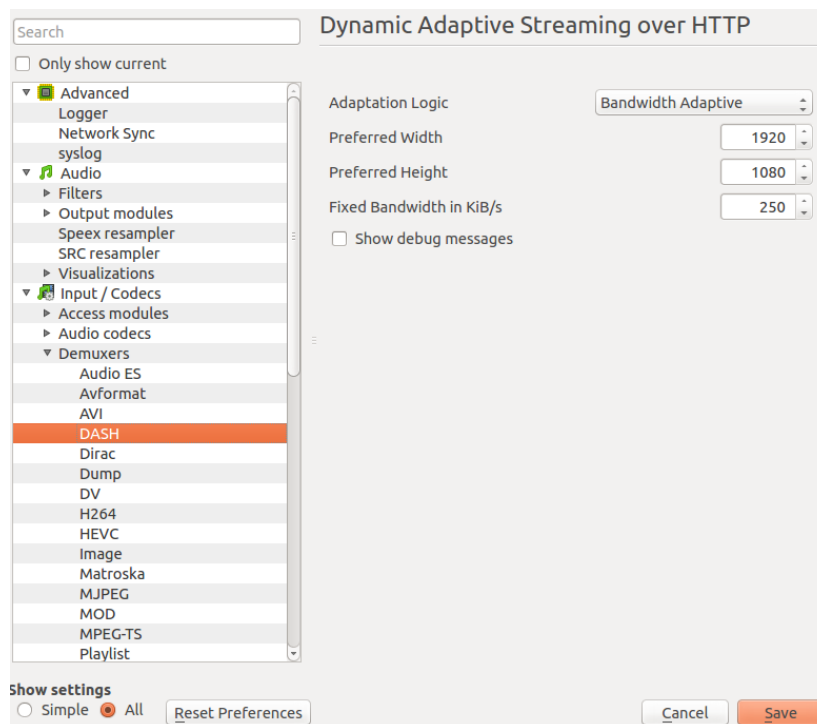 Search
Only show current
Advanced
Logger
Network Sync
syslog
Audio
Filters
Output modules
Speex resampler
SRC resampler
Visualizations
Input / Codecs
Access modules
Audio codecs
Demuxers
Audio ES
Avformat
AVI
DASH
Dirac
Dump
DV
H264
HEVC
Image
Matroska
MJPEG
MOD
MPEG-TS
Playlist
Show settings
Simple All
Reset Preferences
Dynamic Adaptive Streaming over HTTP
Adaptation Logic Bandwidth Adaptive
Preferred Width 1920
Preferred Height 1080
Fixed Bandwidth in KiB/s 250
Show debug messages
Cancel Save